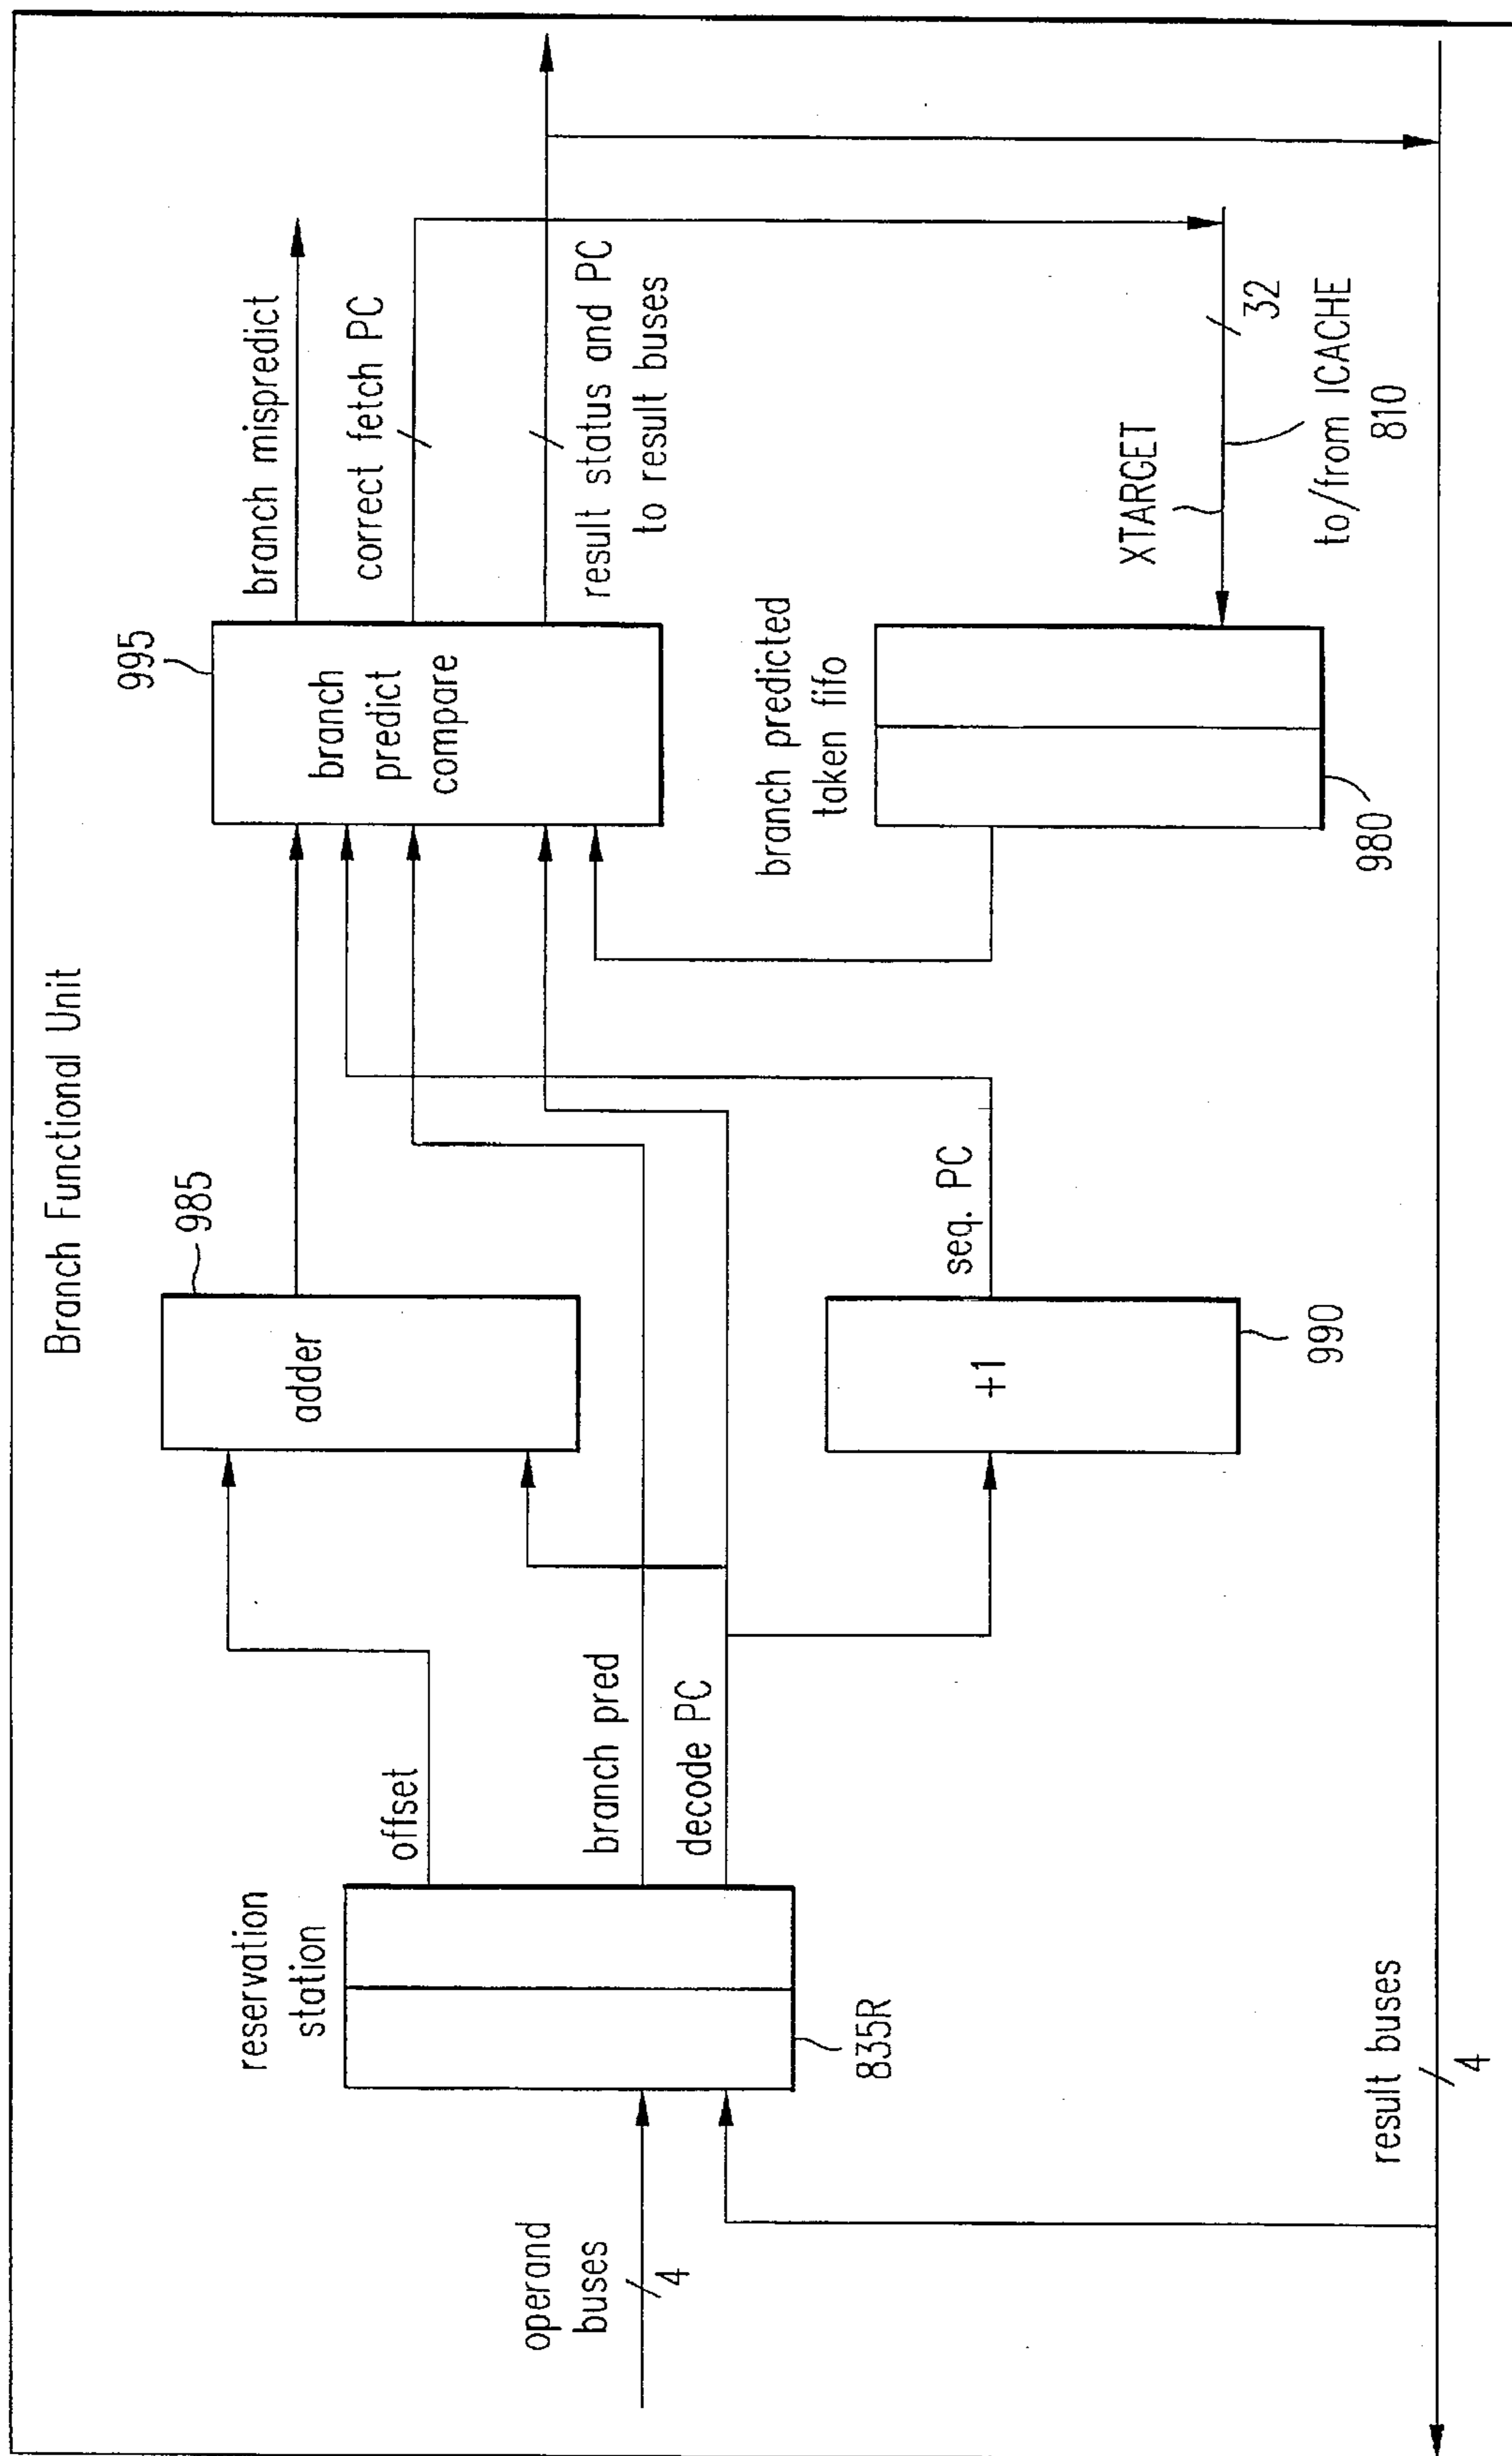 Branch Functional Unit
operand
buses
4
reservation
station
835R
offset
branch pred
decode PC
adder
985
+1
990
seq. PC
995
branch
predict
compare
branch predicted
taken fifo
980
branch mispredict
correct fetch PC
result status and PC
to result buses
XTARGET
32
to/from ICACHE
810
result buses
4